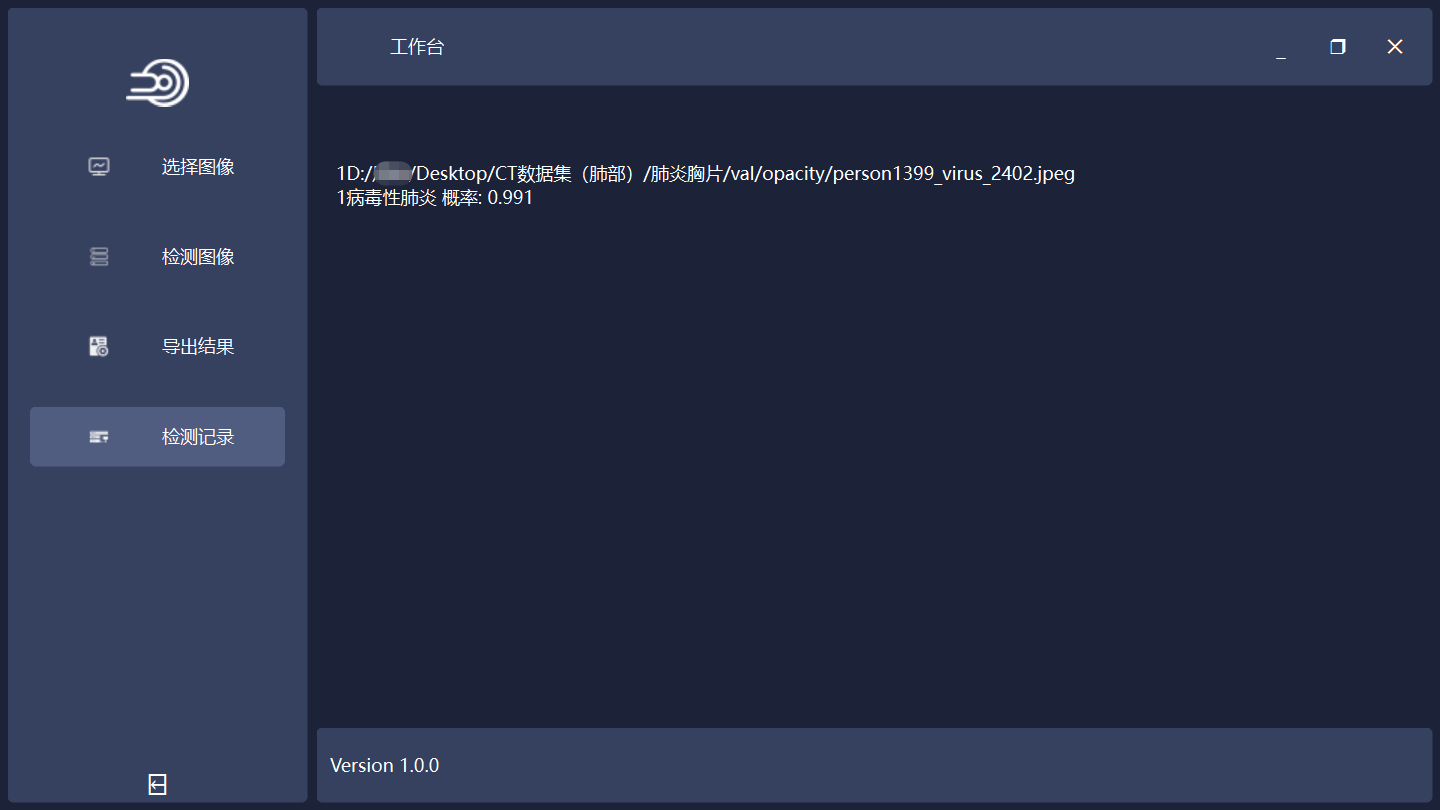 工作台
选择图像
检测图像
导出结果
检测记录
1D:/ /Desktop/CT数据集（肺部）/肺炎胸片/val/opacity/person1399_virus_2402.jpeg
1病毒性肺炎 概率: 0.991
Version 1.0.0